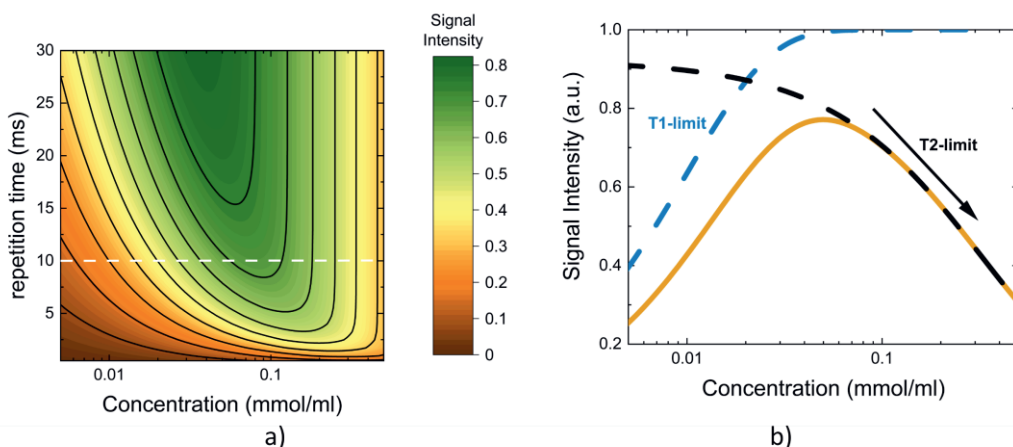 a)
Signal
Intensity
30
25
20
15
10
5
repetition time (ms)
0.01
0.1
Concentration (mmol/ml)
0.8
0.7
0.6
0.5
0.4
0.3
0.2
0.1
0
a)
b)
1.0
0.8
0.6
0.4
0.2
Signal Intensity (a.u.)
T1-limit
T2-limit
0.01
0.1
Concentration (mmol/ml)
b)